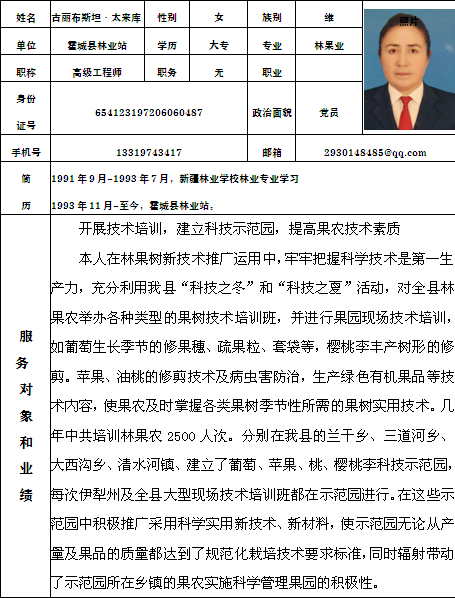 姓名 古丽布斯坦·太来库 性别 女 族别 维 照片
单位 霍城县林业站 学历 大专 专业 林果业
职称 高级工程师 职务 无 职业
身份证号 654123197206060487 政治面貌 党员
手机号 13319743417 邮箱 2930148485@qq.com
简历 1991年9月-1993年7月，新疆林业学校林业专业学习
1993年11月-至今，霍城县林业站。
服务对象和业绩
开展技术培训，建立科技示范园，提高果农技术素质
本人在林果树新技术推广运用中，牢牢把握科学技术是第一生
产力，充分利用我县“科技之冬”和“科技之夏”活动，对全县林
果农举办各种类型的果树技术培训班，并进行果园现场技术培训，
如葡萄生长季节的修果穗、疏果粒、套袋等，樱桃李丰产树形的修
剪。苹果、油桃的修剪技术及病虫害防治，生产绿色有机果品等技
术内容，使果农及时掌握各类果树季节性所需的果树实用技术。几
年中共培训林果农2500人次。分别在我县的兰干乡、三道河乡、
大西沟乡、清水河镇、建立了葡萄、苹果、桃、樱桃李科技示范园，
每次伊犁州及全县大型现场技术培训班都在示范园进行。在这些示
范园中积极推广采用科学实用新技术、新材料，使示范园无论从产
量及果品的质量都达到了规范化栽培技术要求标准，同时辐射带动
了示范园所在乡镇的果农实施科学管理果园的积极性。